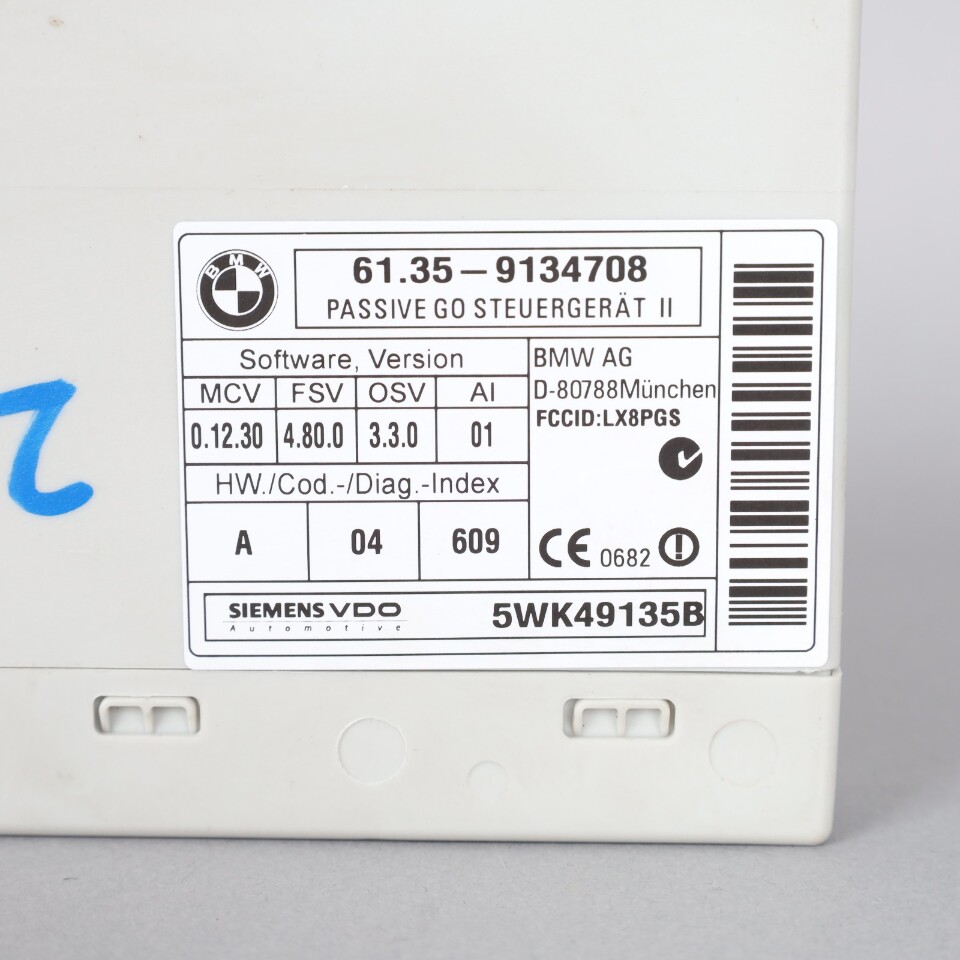 BMW
61.35 – 9134708
PASSIVE GO STEUERGERÄT II
Software, Version
MCV FSV OSV AI
0.12.30 4.80.0 3.3.0 01
HW./Cod.-/Diag.-Index
A 04 609
BMW AG
D-80788München
FCCID:LX8PGS
CE 0682
SIEMENS VDO
Automotive
5WK49135B
2